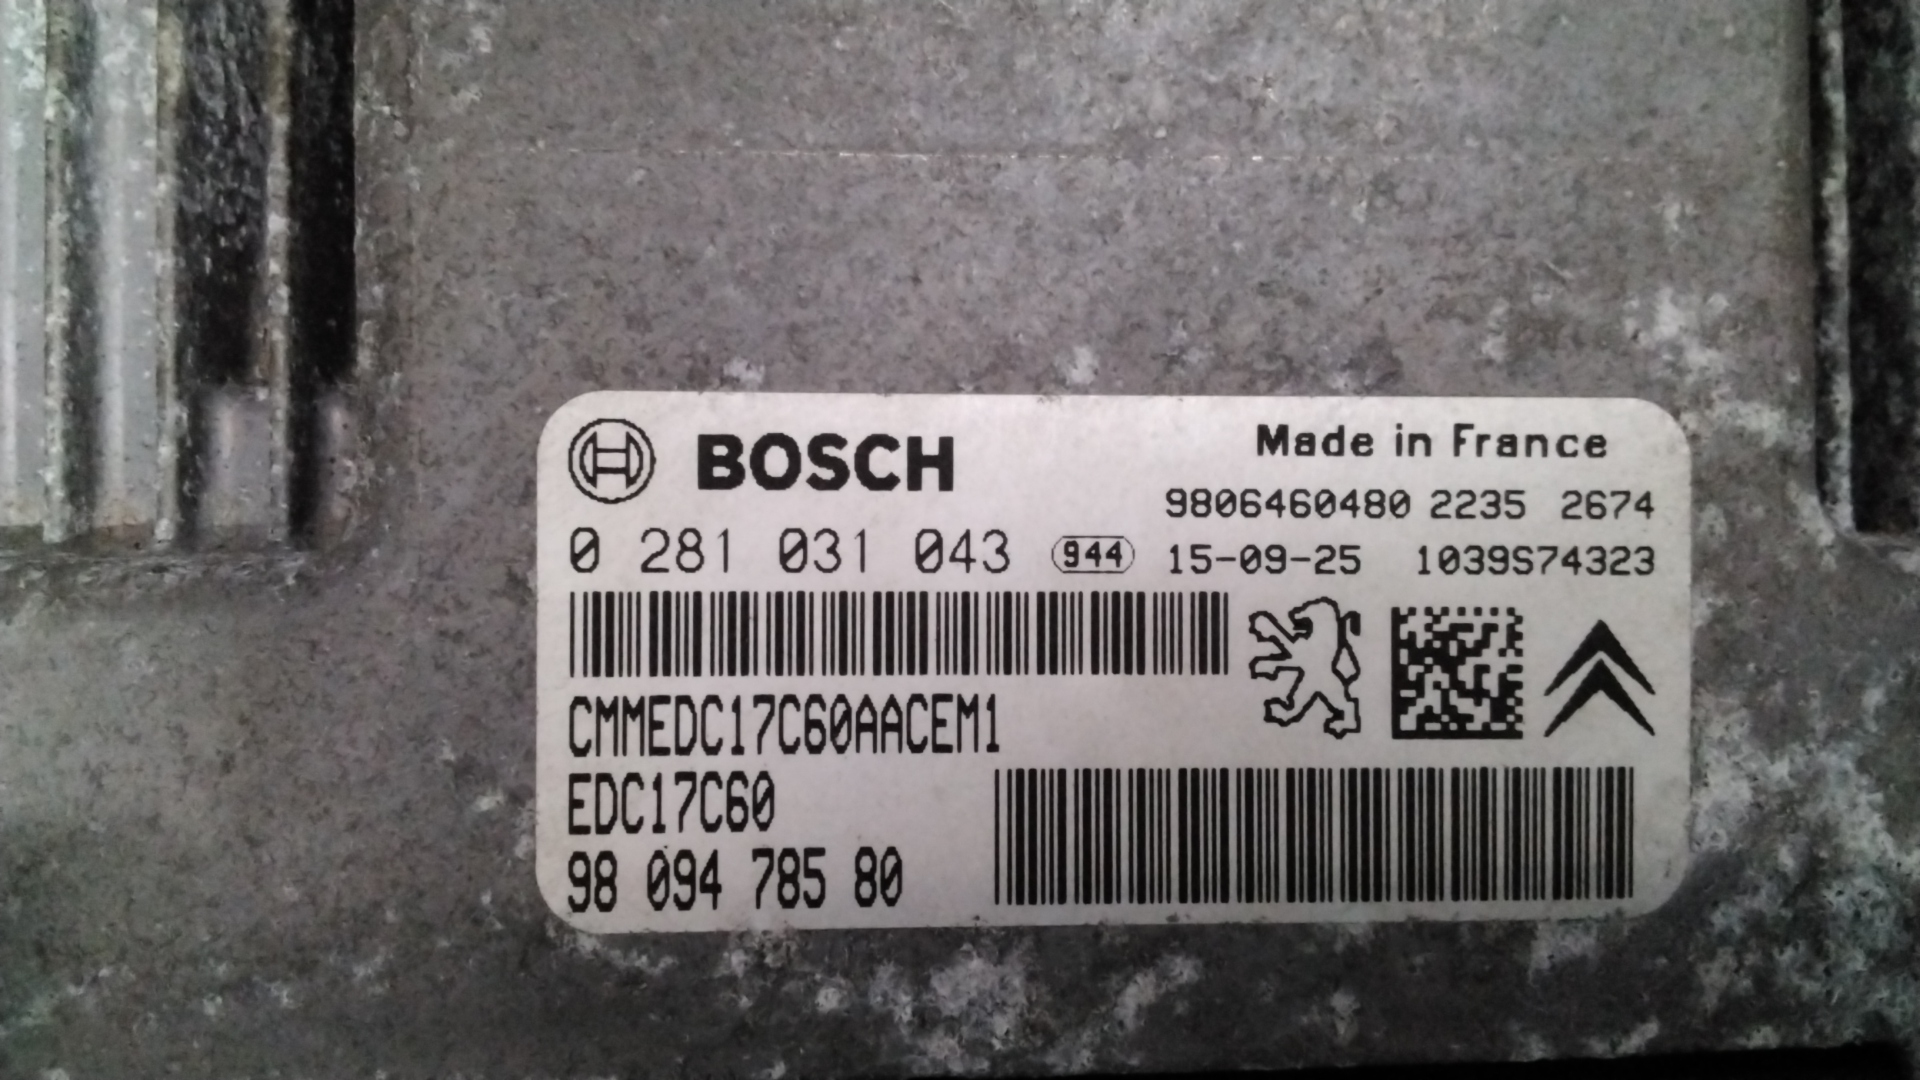 BOSCH
Made in France
9806460480 2235 2674
0 281 031 043 944 15-09-25 1039S74323
CMMEDC17C60AACEM1
EDC17C60
98 094 785 80